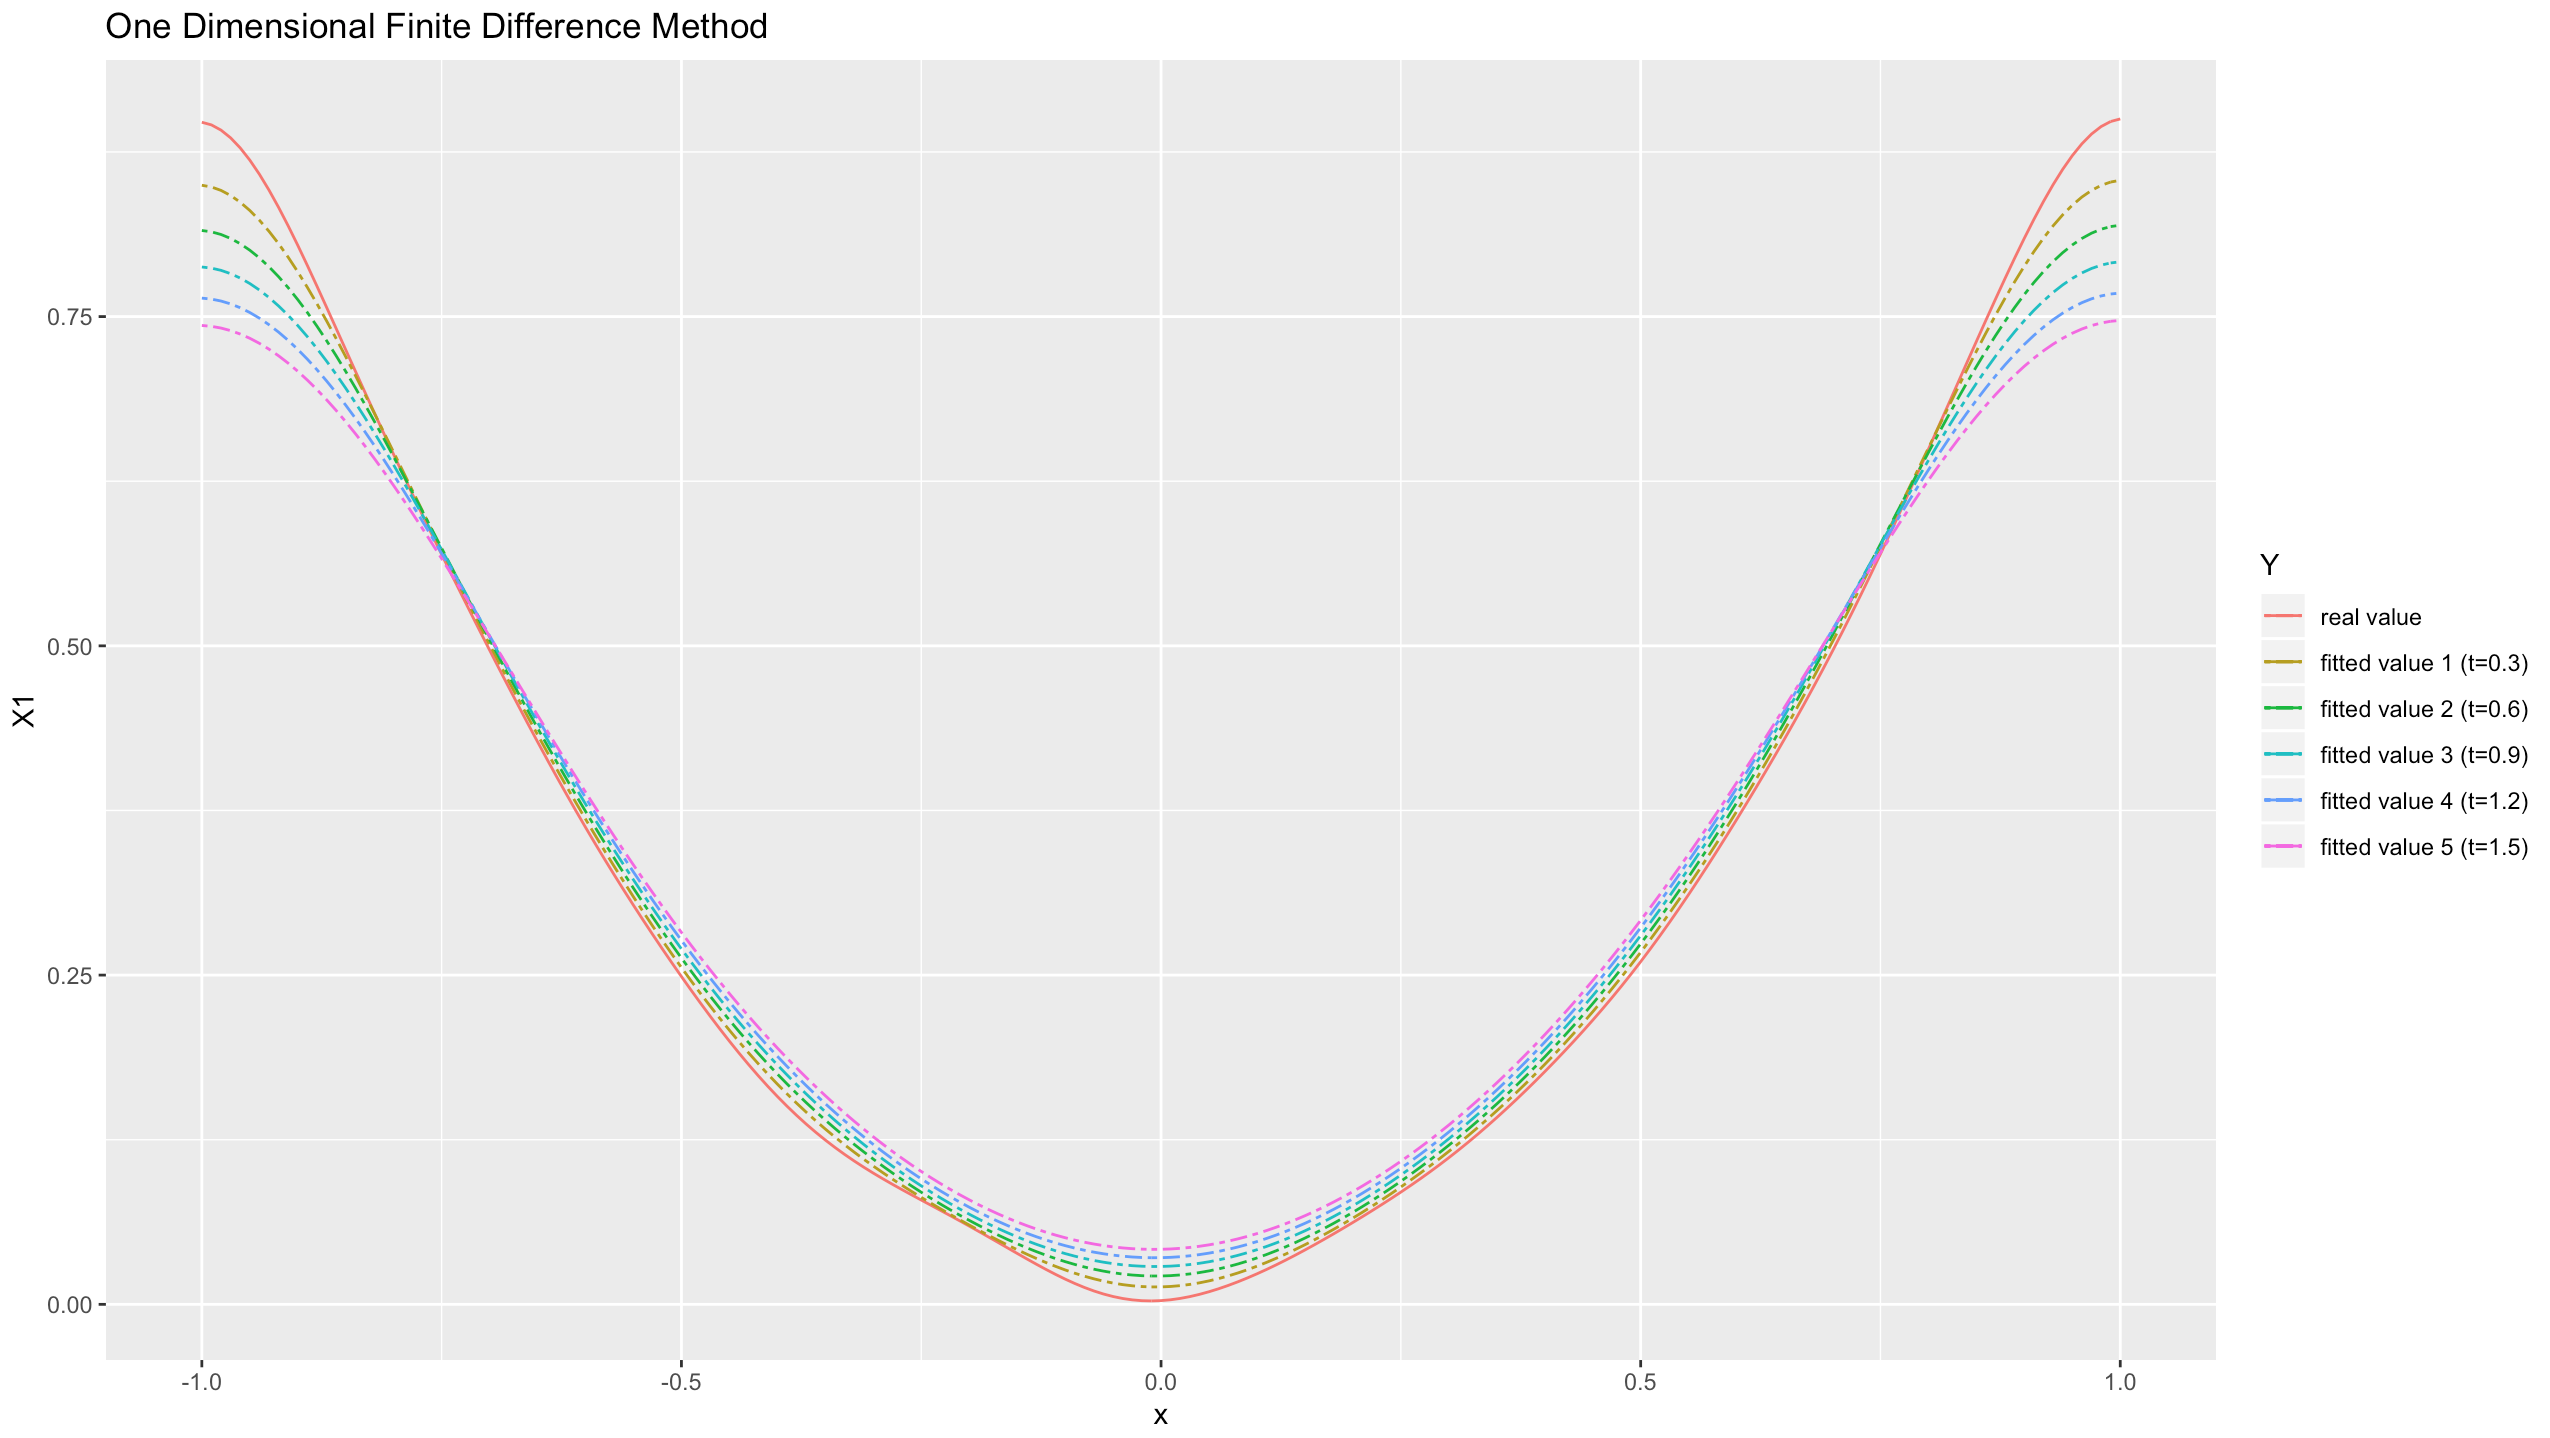 One Dimensional Finite Difference Method
X1
0.75
0.50
0.25
0.00
-1.0
-0.5
0.0
0.5
1.0
x
Y
real value
fitted value 1 (t=0.3)
fitted value 2 (t=0.6)
fitted value 3 (t=0.9)
fitted value 4 (t=1.2)
fitted value 5 (t=1.5)